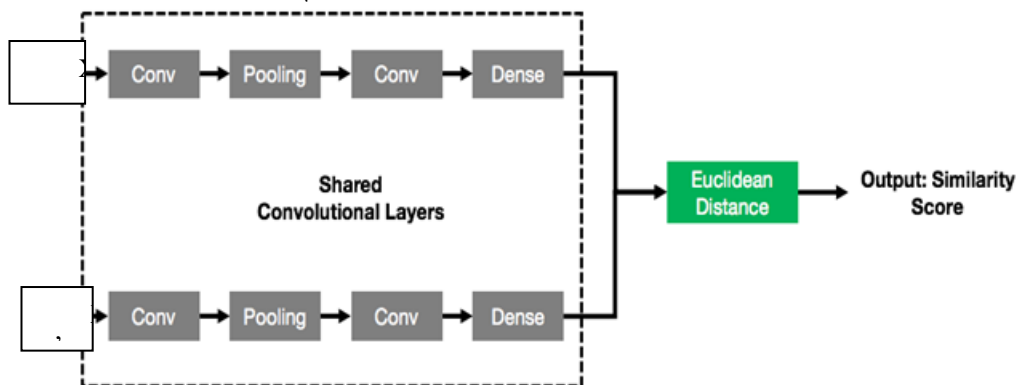 Conv
Pooling
Conv
Dense
Shared
Convolutional Layers
Euclidean
Distance
Output: Similarity
Score
Conv
Pooling
Conv
Dense